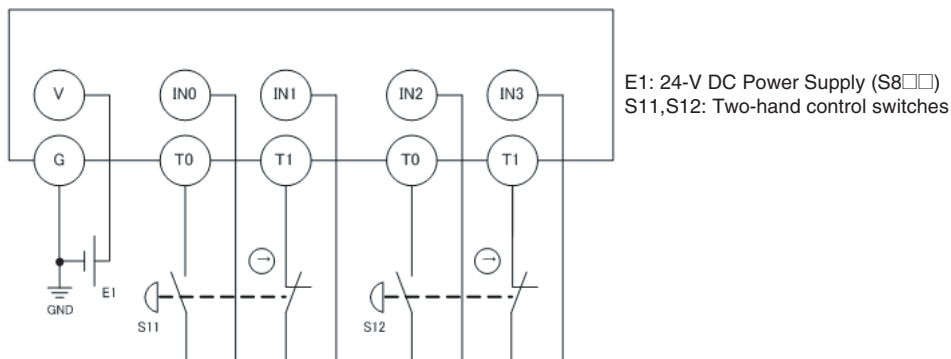 V IN0 IN1 IN2 IN3
E1: 24-V DC Power Supply (S8□□)
S11,S12: Two-hand control switches
G T0 T1 T0 T1
E1
GND
S11 S12